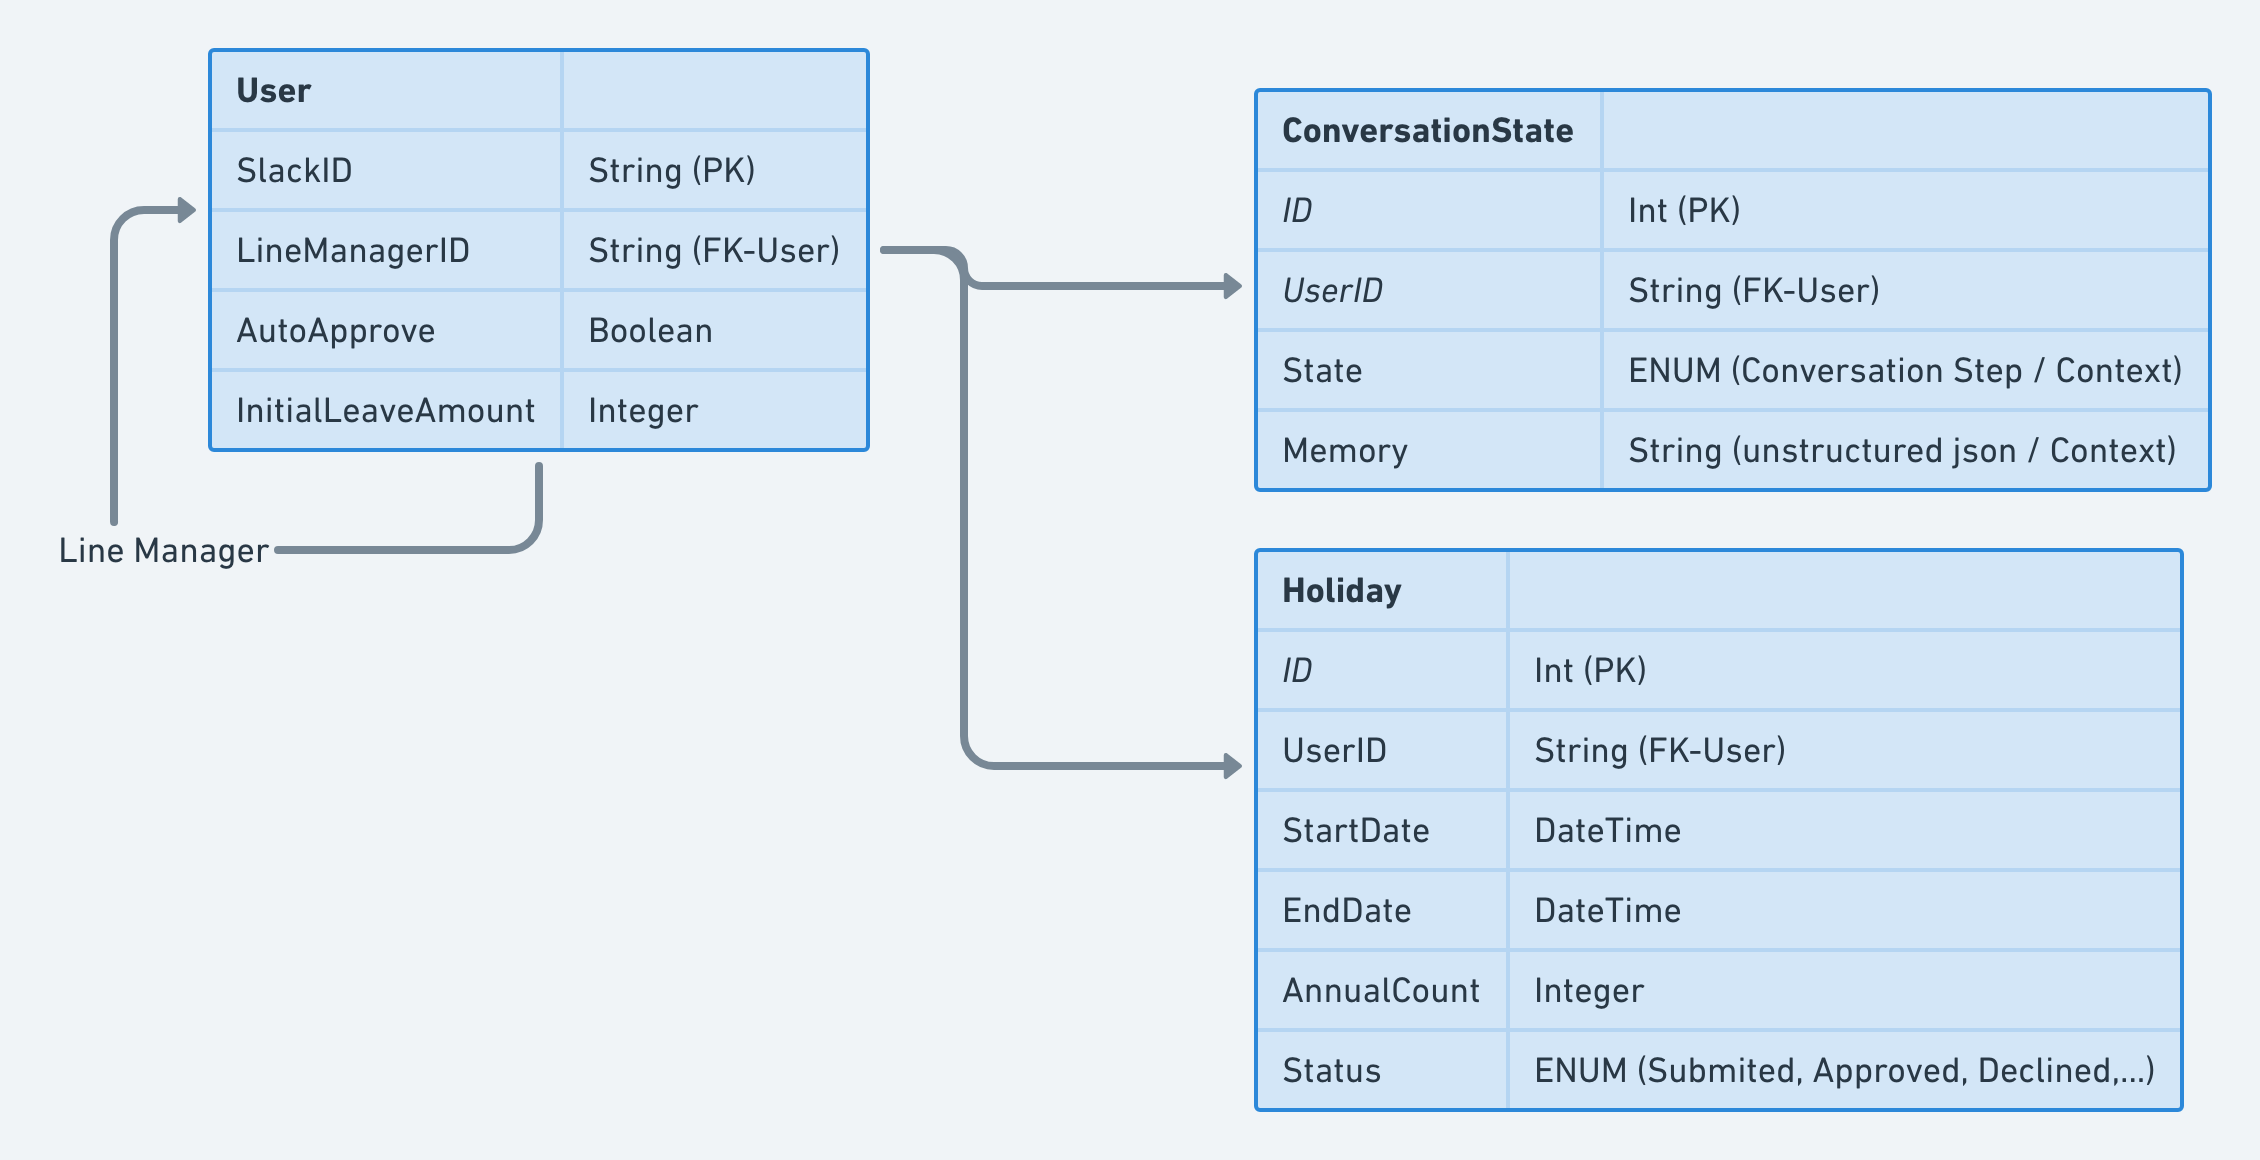 User
SlackID String (PK)
LineManagerID String (FK-User)
AutoApprove Boolean
InitialLeaveAmount Integer
Line Manager
ConversationState
ID Int (PK)
UserID String (FK-User)
State ENUM (Conversation Step / Context)
Memory String (unstructured json / Context)
Holiday
ID Int (PK)
UserID String (FK-User)
StartDate DateTime
EndDate DateTime
AnnualCount Integer
Status ENUM (Submited, Approved, Declined,...)